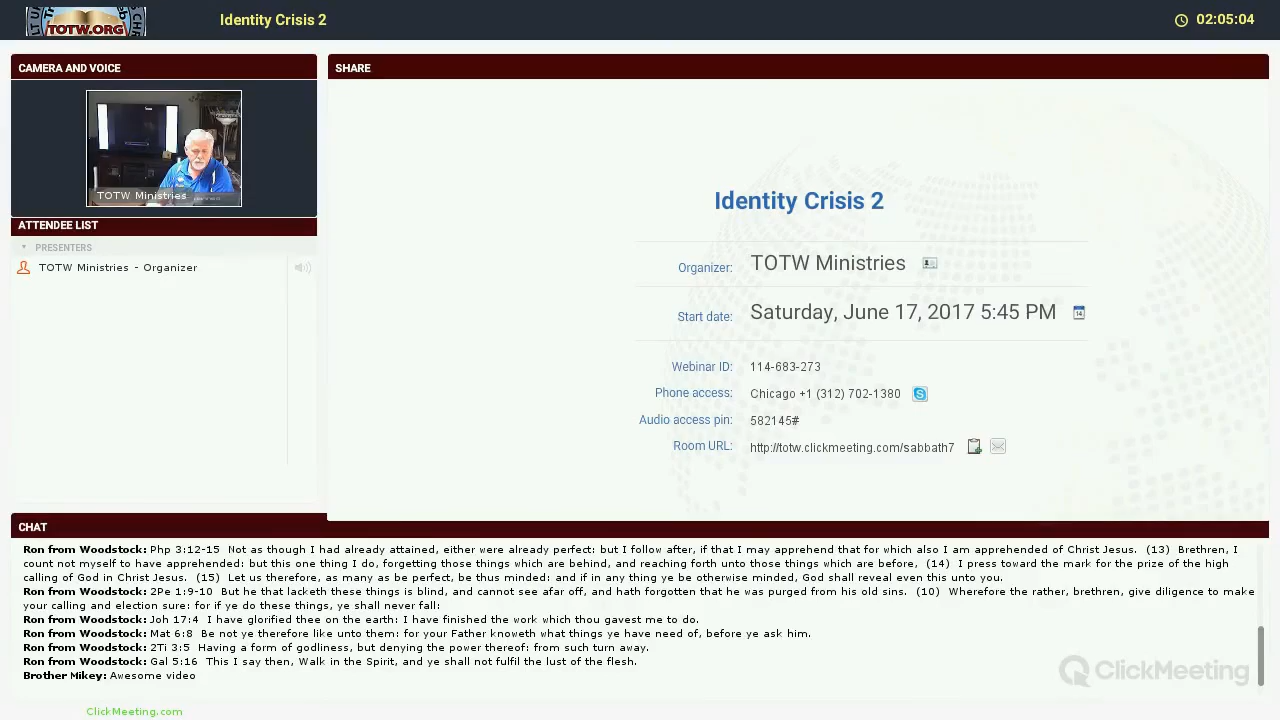 TOTW.ORG
Identity Crisis 2
02:05:04
CAMERA AND VOICE
SHARE
TOTW Ministries
ATTENDEE LIST
PRESENTERS
TOTW Ministries - Organizer
Identity Crisis 2
Organizer: TOTW Ministries
Start date: Saturday, June 17, 2017 5:45 PM
14
Webinar ID: 114-683-273
Phone access: Chicago +1 (312) 702-1380
Audio access pin: 582145#
Room URL: http://totw.clickmeeting.com/sabbath7
CHAT
Ron from Woodstock: Php 3:12-15 Not as though I had already attained, either were already perfect: but I follow after, if that I may apprehend that for which also I am apprehended of Christ Jesus. (13) Brethren, I
count not myself to have apprehended: but this one thing I do, forgetting those things which are behind, and reaching forth unto those things which are before, (14) I press toward the mark for the prize of the high
calling of God in Christ Jesus. (15) Let us therefore, as many as be perfect, be thus minded: and if in any thing ye be otherwise minded, God shall reveal even this unto you.
Ron from Woodstock: 2Pe 1:9-10 But he that lacketh these things is blind, and cannot see afar off, and hath forgotten that he was purged from his old sins. (10) Wherefore the rather, brethren, give diligence to make
your calling and election sure: for if ye do these things, ye shall never fall:
Ron from Woodstock: Joh 17:4 I have glorified thee on the earth: I have finished the work which thou gavest me to do.
Ron from Woodstock: Mat 6:8 Be not ye therefore like unto them: for your Father knoweth what things ye have need of, before ye ask him.
Ron from Woodstock: 2Ti 3:5 Having a form of godliness, but denying the power thereof: from such turn away.
Ron from Woodstock: Gal 5:16 This I say then, Walk in the Spirit, and ye shall not fulfil the lust of the flesh.
Brother Mikey: Awesome video
ClickMeeting
ClickMeeting.com